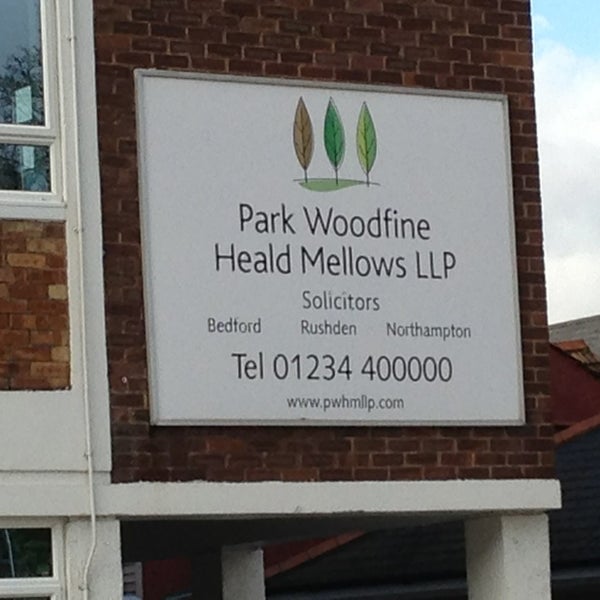 Park Woodfine
Heald Mellows LLP
Solicitors
Bedford Rushden Northampton
Tel 01234 400000
www.pwhmllp.com